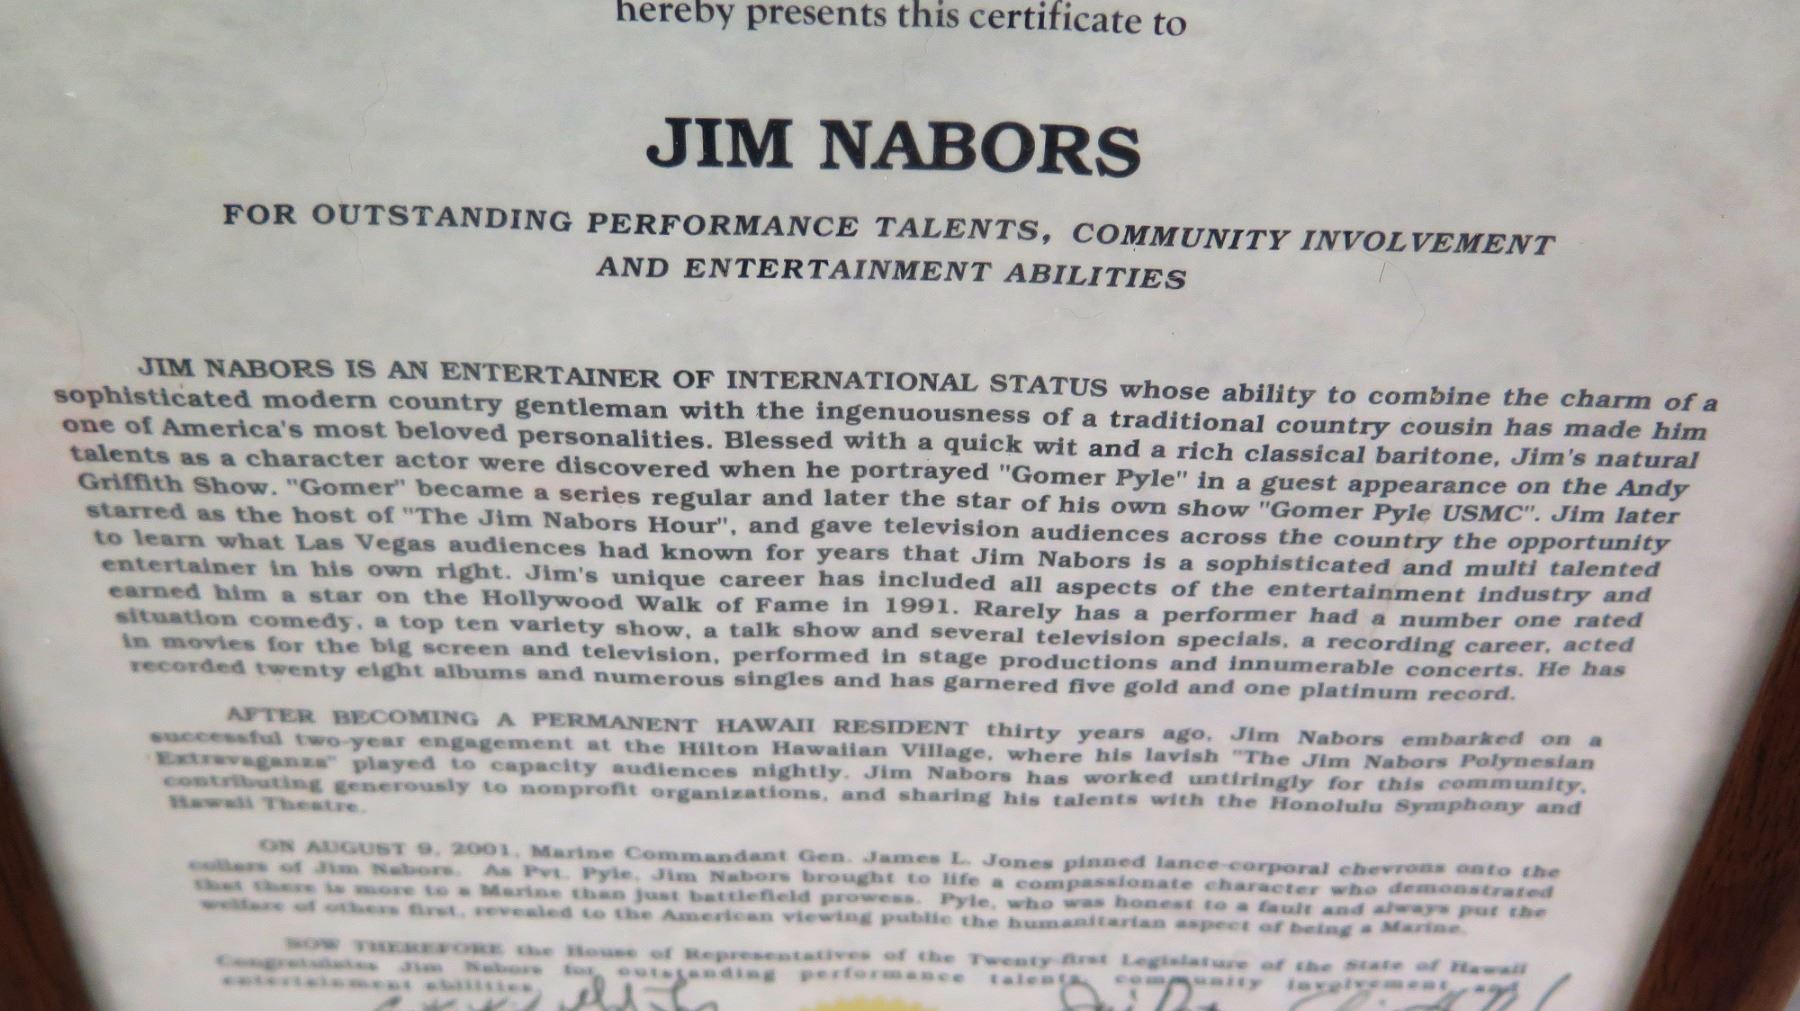 hereby presents this certificate to
JIM NABORS
FOR OUTSTANDING PERFORMANCE TALENTS, COMMUNITY INVOLVEMENT
AND ENTERTAINMENT ABILITIES
JIM NABORS IS AN ENTERTAINER OF INTERNATIONAL STATUS whose ability to combine the charm of a
sophisticated modern country gentleman with the ingenuousness of a traditional country cousin has made him
one of America's most beloved personalities. Blessed with a quick wit and a rich classical baritone, Jim's natural
talents as a character actor were discovered when he portrayed "Gomer Pyle" in a guest appearance on the Andy
Griffith Show. "Gomer" became a series regular and later the star of his own show "Gomer Pyle USMC". Jim later
starred as the host of "The Jim Nabors Hour", and gave television audiences across the country the opportunity
to learn what Las Vegas audiences had known for years that Jim Nabors is a sophisticated and multi talented
entertainer in his own right. Jim's unique career has included all aspects of the entertainment industry and
earned him a star on the Hollywood Walk of Fame in 1991. Rarely has a performer had a number one rated
situation comedy, a top ten variety show, a talk show and several television specials, a recording career, acted
in movies for the big screen and television, performed in stage productions and innumerable concerts. He has
recorded twenty eight albums and numerous singles and has garnered five gold and one platinum record.
AFTER BECOMING A PERMANENT HAWAII RESIDENT thirty years ago, Jim Nabors embarked on a
successful two-year engagement at the Hilton Hawaiian Village, where his lavish "The Jim Nabors Polynesian
Extravaganza" played to capacity audiences nightly. Jim Nabors has worked untiringly for this community,
contributing generously to nonprofit organizations, and sharing his talents with the Honolulu Symphony and
Hawaii Theatre.
ON AUGUST 9, 2001, Marine Commandant Gen. James L. Jones pinned lance-corporal chevrons onto the
collars of Jim Nabors. As Pvt. Pyle, Jim Nabors brought to life a compassionate character who demonstrated
that there is more to a Marine than just battlefield prowess. Pyle, who was honest to a fault and always put the
welfare of others first, revealed to the American viewing public the humanitarian aspect of being a Marine.
NOW THEREFORE the House of Representatives of the Twenty-first Legislature of the State of Hawaii
Congratulates Jim Nabors for outstanding performance talents, community involvement and
entertainment abilities.